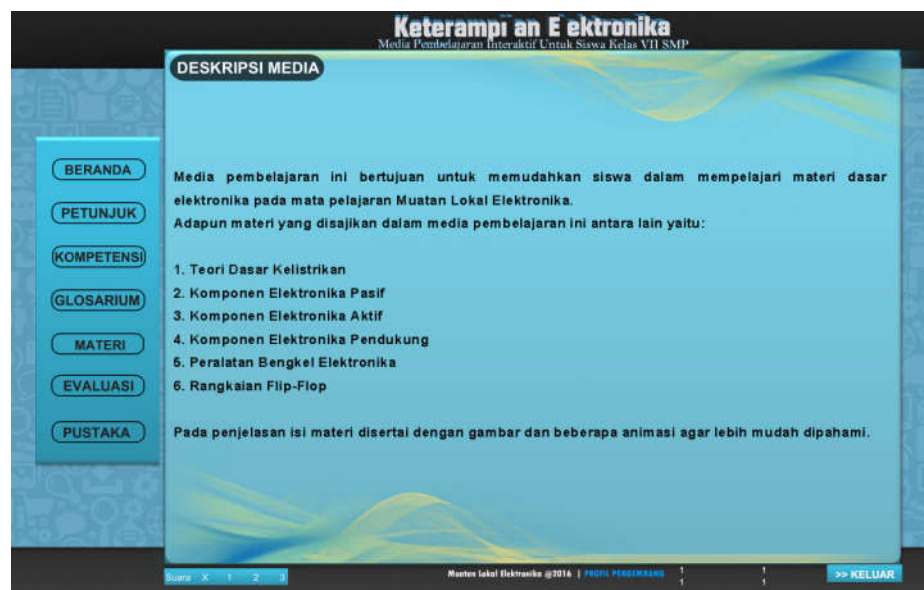 Keterampi an E ektronika
Media Pembelajaran Interaktif Untuk Siswa Kelas VII SMP
DESKRIPSI MEDIA
BERANDA
PETUNJUK
KOMPETENSI
GLOSARIUM
MATERI
EVALUASI
PUSTAKA
Media pembelajaran ini bertujuan untuk memudahkan siswa dalam mempelajari materi dasar
elektronika pada mata pelajaran Muatan Lokal Elektronika.
Adapun materi yang disajikan dalam media pembelajaran ini antara lain yaitu:
1. Teori Dasar Kelistrikan
2. Komponen Elektronika Pasif
3. Komponen Elektronika Aktif
4. Komponen Elektronika Pendukung
5. Peralatan Bengkel Elektronika
6. Rangkaian Flip-Flop
Pada penjelasan isi materi disertai dengan gambar dan beberapa animasi agar lebih mudah dipahami.
Suara X 1 2 3
Muatan Lokal Elektronika @2016 | PROFIL PENGEMBANG
1 1
1 1
>> KELUAR